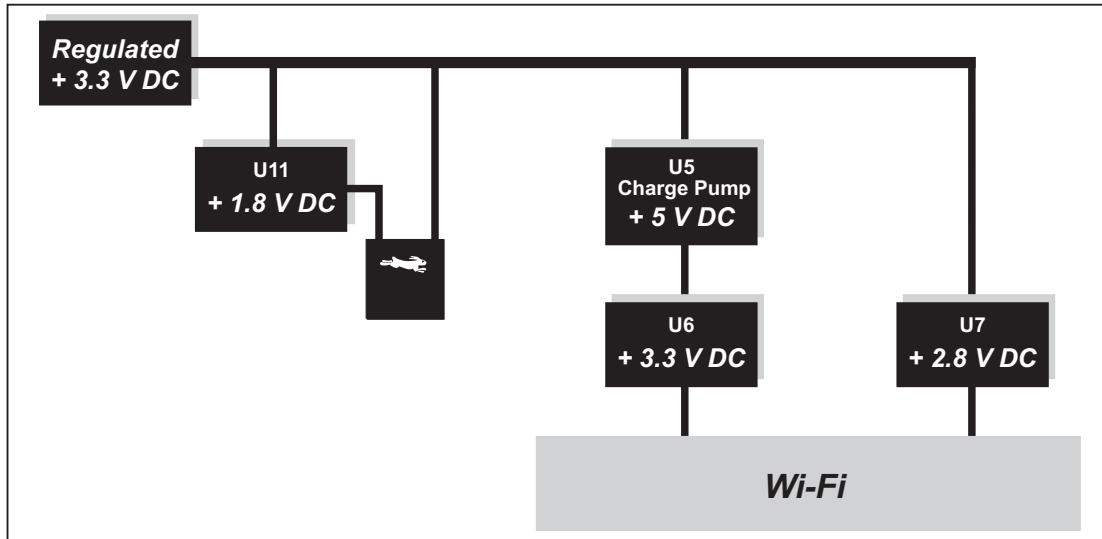 Regulated
+ 3.3 V DC
U11
+ 1.8 V DC
U5
Charge Pump
+ 5 V DC
U6
+ 3.3 V DC
U7
+ 2.8 V DC
Wi-Fi